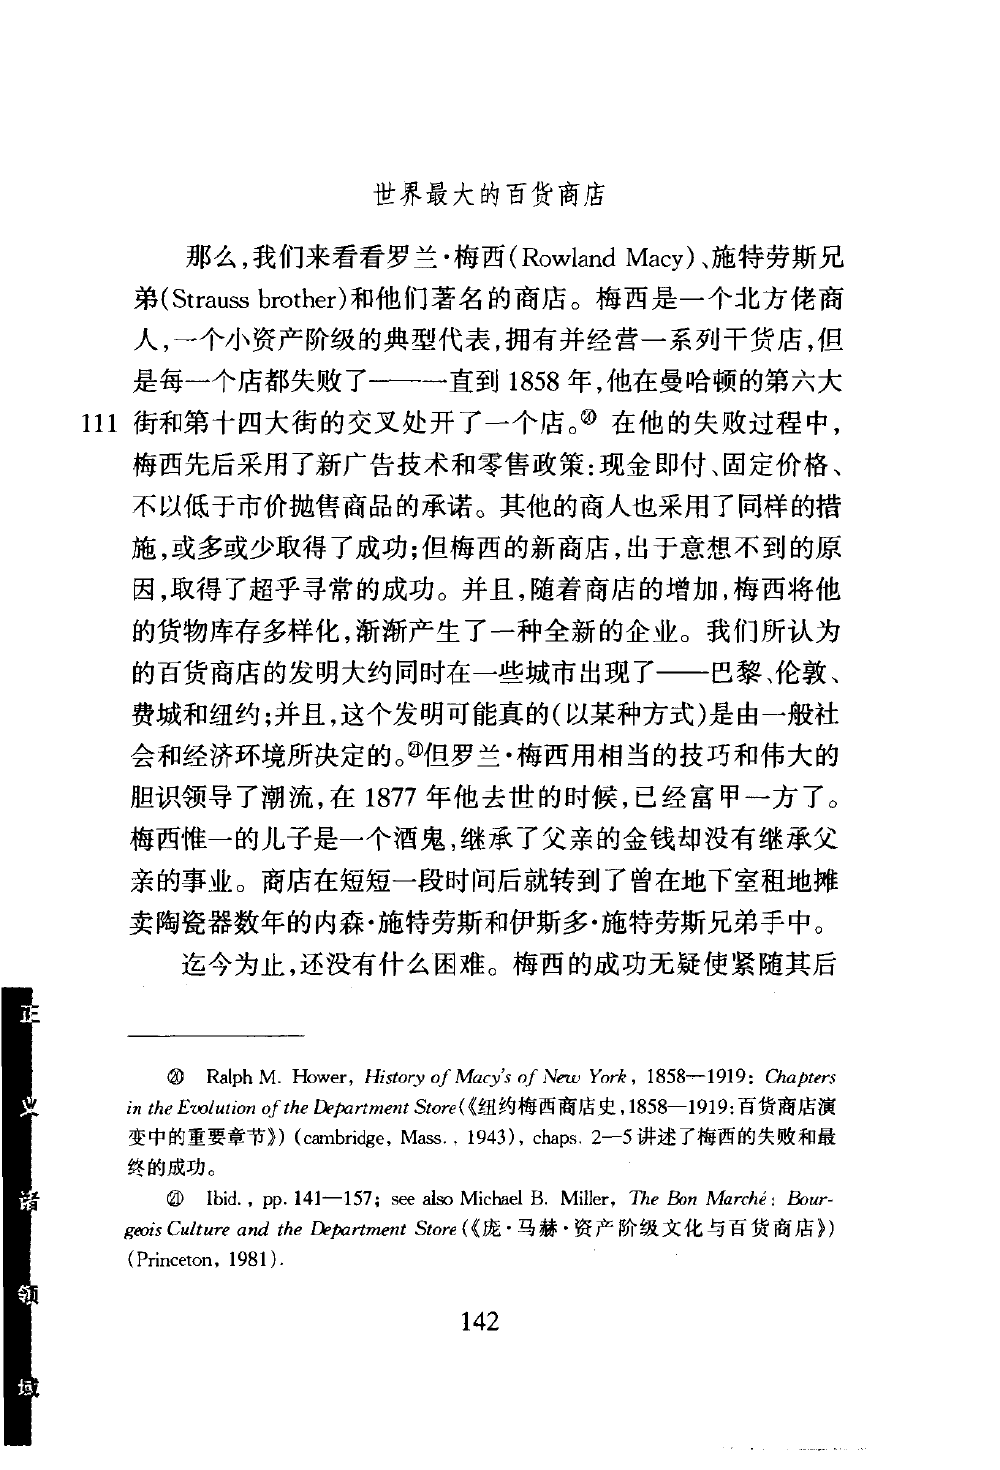 世界最大的百货商店
那么,我们来看看罗兰·梅西(Rowland Macy)、施特劳斯兄
弟(Strauss brother)和他们著名的商店。梅西是一个北方佬商
人,一个小资产阶级的典型代表,拥有并经营一系列干货店,但
是每一个店都失败了——一直到 1858 年,他在曼哈顿的第六大
111 街和第十四大街的交叉处开了一个店。⑳ 在他的失败过程中,
梅西先后采用了新广告技术和零售政策:现金即付、固定价格、
不以低于市价抛售商品的承诺。其他的商人也采用了同样的措
施,或多或少取得了成功;但梅西的新商店,出于意想不到的原
因,取得了超乎寻常的成功。并且,随着商店的增加,梅西将他
的货物库存多样化,渐渐产生了一种全新的企业。我们所认为
的百货商店的发明大约同时在一些城市出现了——巴黎、伦敦、
费城和纽约;并且,这个发明可能真的(以某种方式)是由一般社
会和经济环境所决定的。㉑但罗兰·梅西用相当的技巧和伟大的
胆识领导了潮流,在 1877 年他去世的时候,已经富甲一方了。
梅西惟一的儿子是一个酒鬼,继承了父亲的金钱却没有继承父
亲的事业。商店在短短一段时间后就转到了曾在地下室租地摊
卖陶瓷器数年的内森·施特劳斯和伊斯多·施特劳斯兄弟手中。
迄今为止,还没有什么困难。梅西的成功无疑使紧随其后
⑳ Ralph M. Hower, History of Macy's of New York, 1858—1919: Chapters
in the Evolution of the Department Store(《纽约梅西商店史,1858—1919:百货商店演
变中的重要章节》) (cambridge, Mass. , 1943), chaps. 2—5 讲述了梅西的失败和最
终的成功。
㉑ Ibid. , pp. 141—157; see also Michael B. Miller, The Bon Marché: Bour-
geois Culture and the Department Store(《庞·马赫·资产阶级文化与百货商店》)
(Princeton, 1981).
142
正
义
诸
领
域